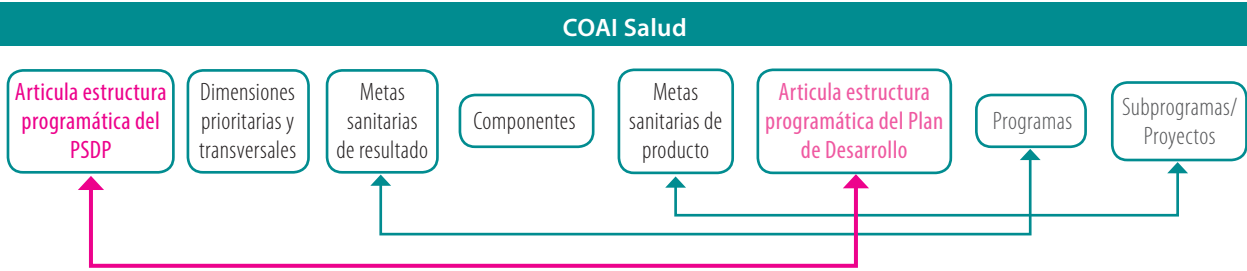 COAI Salud
Articula estructura
programática del
PSDP
Dimensiones
prioritarias y
transversales
Metas
sanitarias
de resultado
Componentes
Metas
sanitarias de
producto
Articula estructura
programática del Plan
de Desarrollo
Programas
Subprogramas/
Proyectos